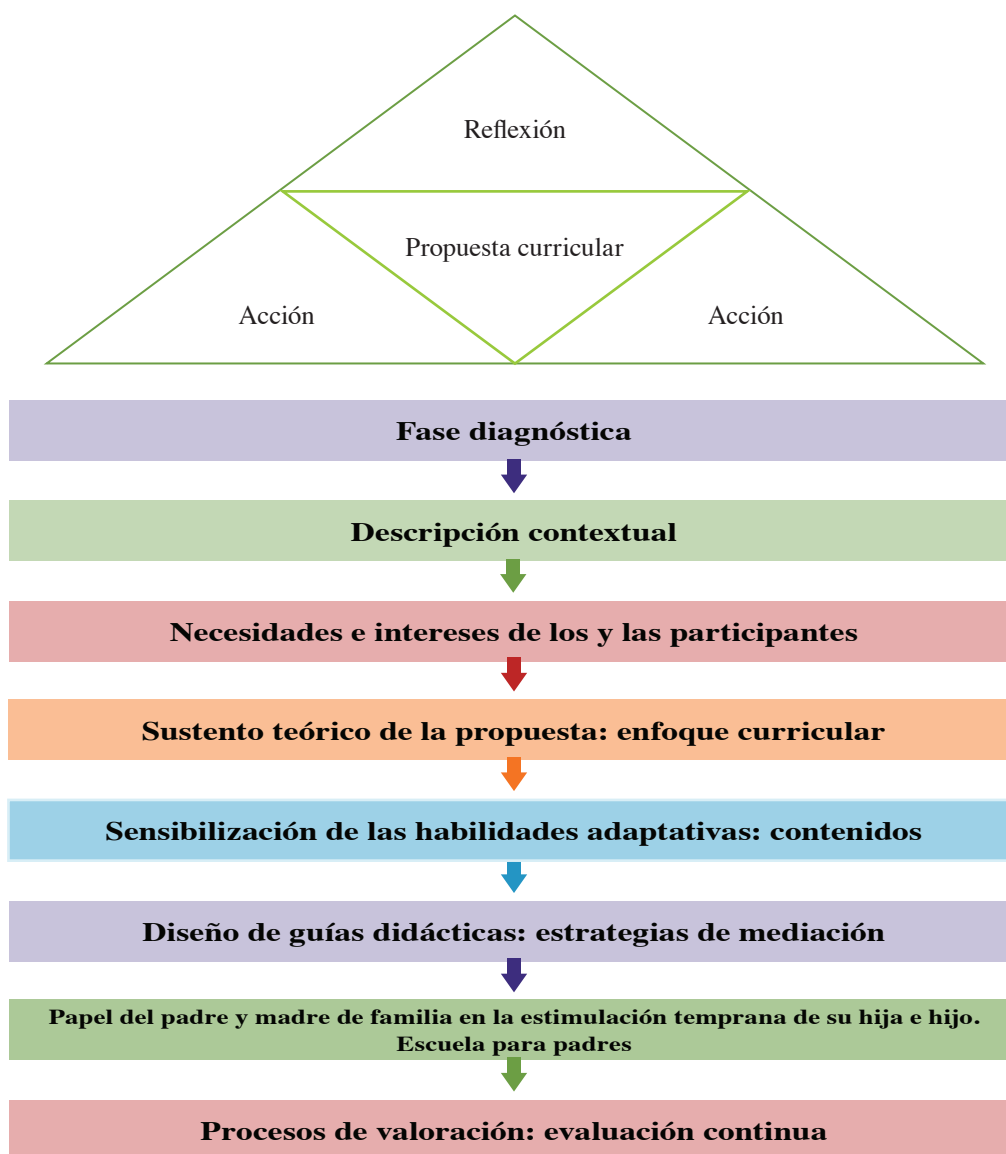 Reflexión
Propuesta curricular
Acción
Acción
Fase diagnóstica
Descripción contextual
Necesidades e intereses de los y las participantes
Sustento teórico de la propuesta: enfoque curricular
Sensibilización de las habilidades adaptativas: contenidos
Diseño de guías didácticas: estrategias de mediación
Papel del padre y madre de familia en la estimulación temprana de su hija e hijo.
Escuela para padres
Procesos de valoración: evaluación continua